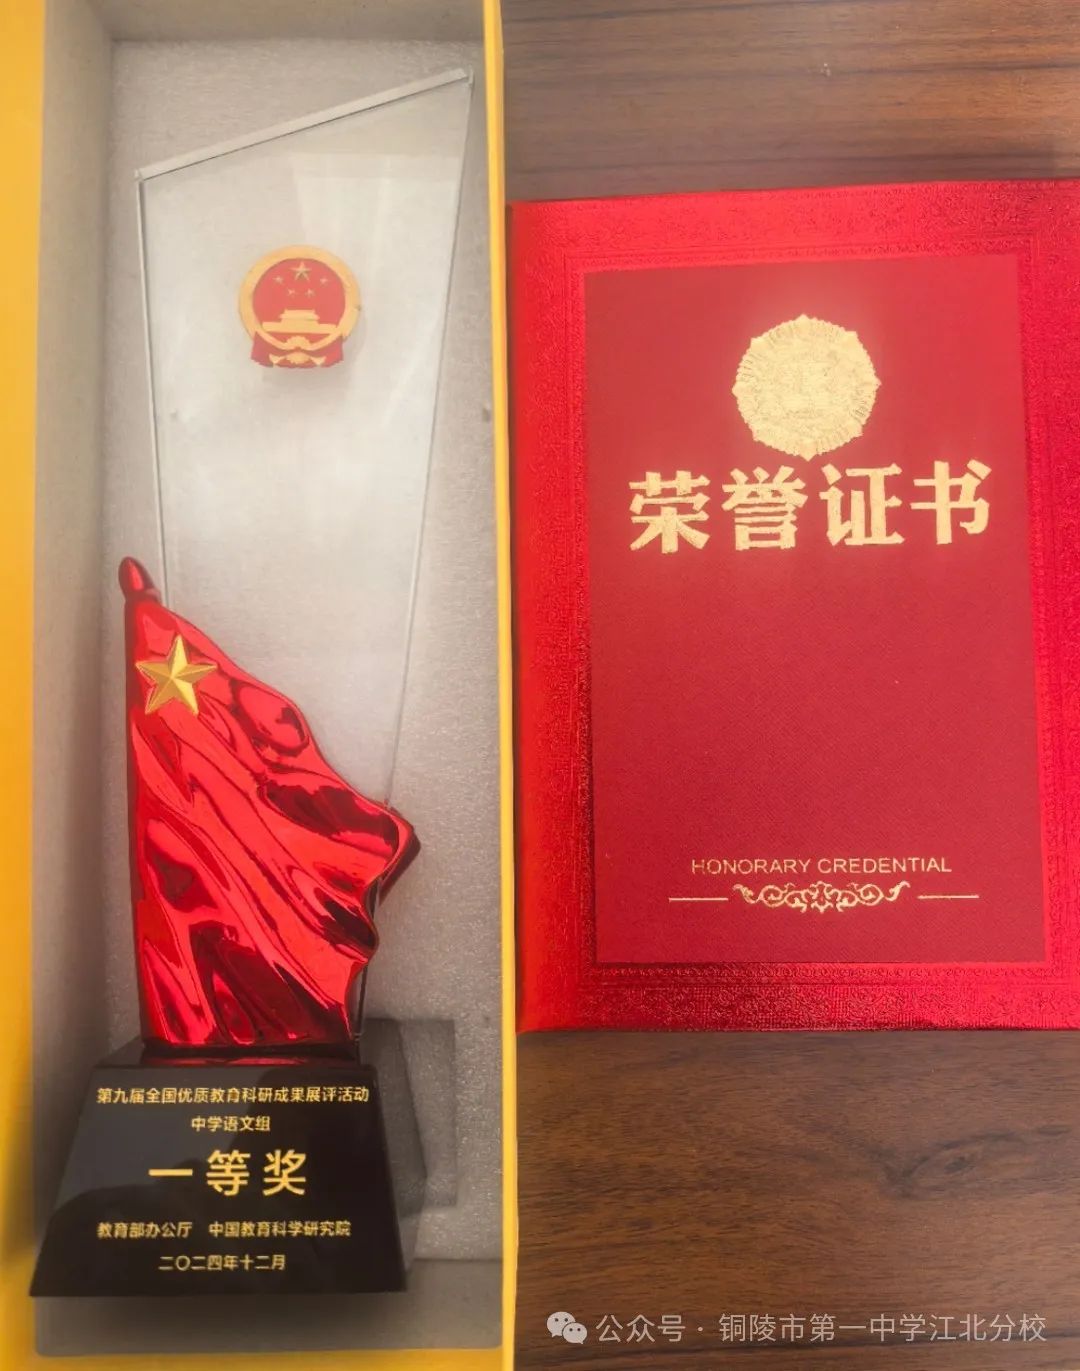 荣誉证书
HONORARY CREDENTIAL
第九届全国优质教育科研成果展评活动
中学语文组
一等奖
教育部办公厅 中国教育科学研究院
二〇二四年十二月
公众号·铜陵市第一中学江北分校